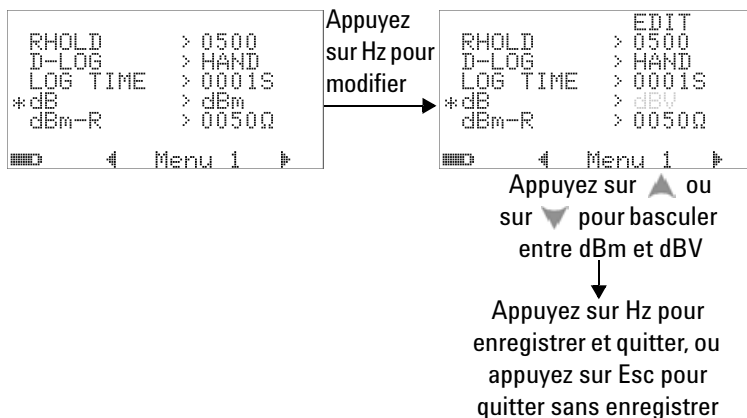 RHOLD > 0500
D-LOG > HAND
LOG TIME > 0001S
*dB > dBm
dBm-R > 0050Ω
Menu 1
Appuyez
sur Hz pour
modifier
EDIT
RHOLD > 0500
D-LOG > HAND
LOG TIME > 0001S
*dB > dBV
dBm-R > 0050Ω
Menu 1
Appuyez sur ou
sur pour basculer
entre dBm et dBV
Appuyez sur Hz pour
enregistrer et quitter, ou
appuyez sur Esc pour
quitter sans enregistrer